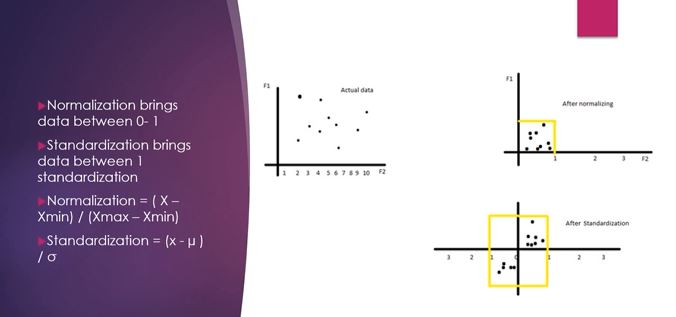 Normalization brings
data between 0- 1
Standardization brings
data between 1
standardization
Normalization = ( X –
Xmin) / (Xmax – Xmin)
Standardization = (x - µ )
/ σ
F1
Actual data
1 2 3 4 5 6 7 8 9 10 F2
F1
After normalizing
1 2 3 F2
After Standardization
3 2 1 0 1 2 3